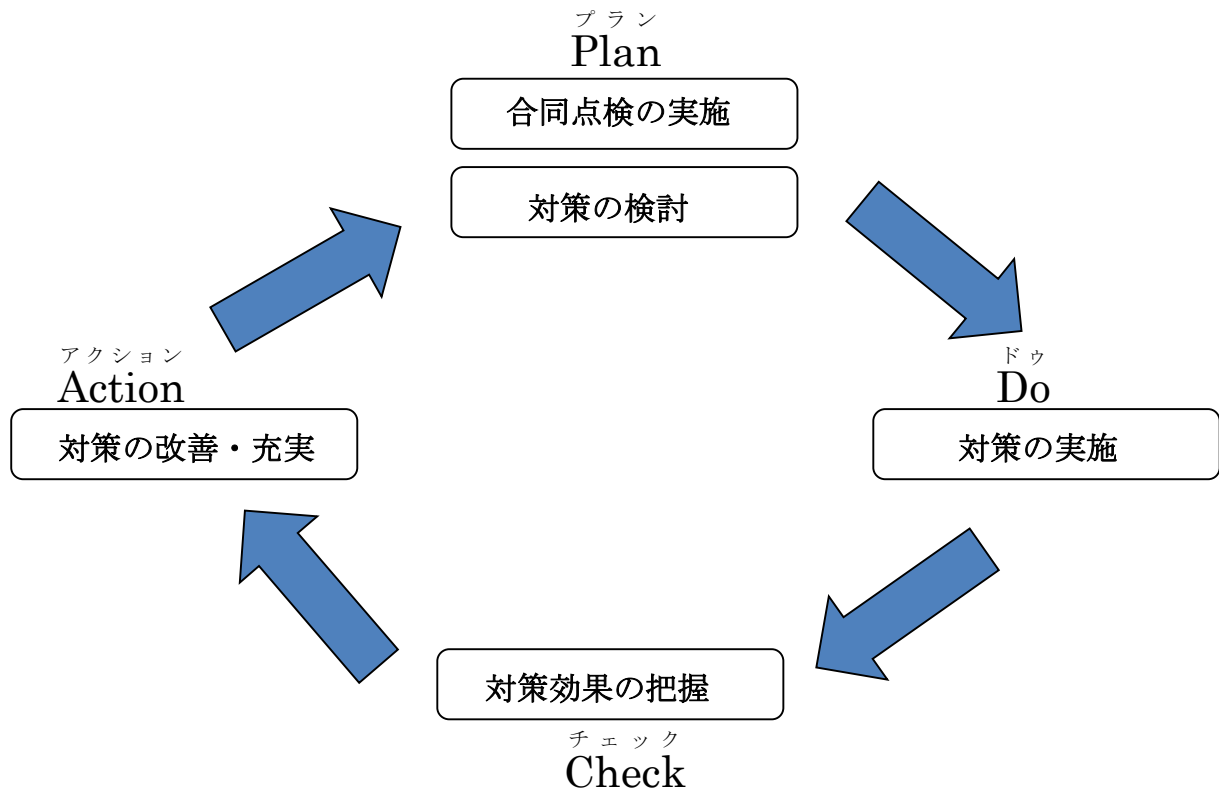 プラン
Plan
合同点検の実施
対策の検討
アクション
Action
対策の改善・充実
ドゥ
Do
対策の実施
対策効果の把握
チェック
Check